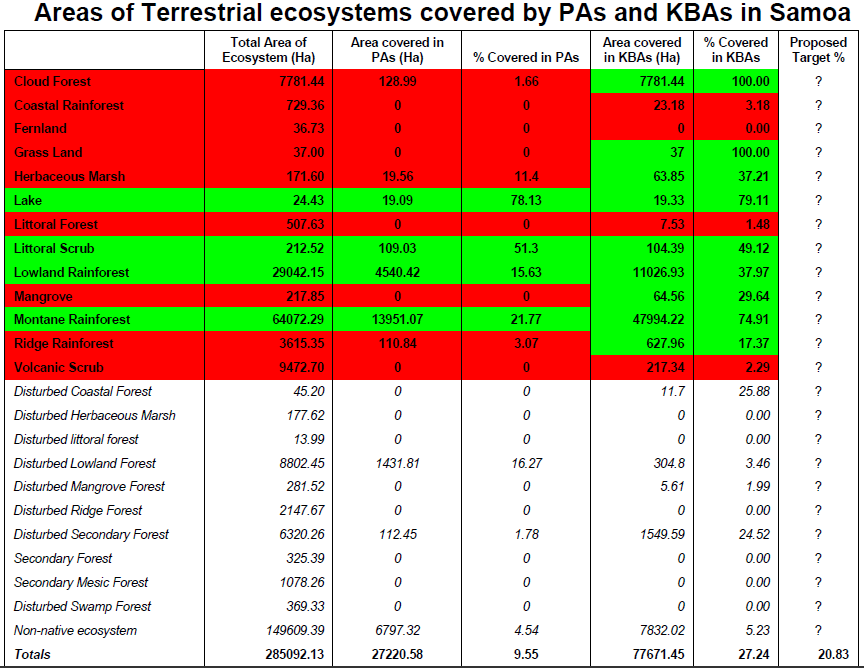 Areas of Terrestrial ecosystems covered by PAs and KBAs in Samoa
Total Area of Ecosystem (Ha) Area covered in PAs (Ha) % Covered in PAs Area covered in KBAs (Ha) % Covered in KBAs Proposed Target %
Cloud Forest 7781.44 128.99 1.66 7781.44 100.00 ?
Coastal Rainforest 729.36 0 0 23.18 3.18 ?
Fernland 36.73 0 0 0 0.00 ?
Grass Land 37.00 0 0 37 100.00 ?
Herbaceous Marsh 171.60 19.56 11.4 63.85 37.21 ?
Lake 24.43 19.09 78.13 19.33 79.11 ?
Littoral Forest 507.63 0 0 7.53 1.48 ?
Littoral Scrub 212.52 109.03 51.3 104.39 49.12 ?
Lowland Rainforest 29042.15 4540.42 15.63 11026.93 37.97 ?
Mangrove 217.85 0 0 64.56 29.64 ?
Montane Rainforest 64072.29 13951.07 21.77 47994.22 74.91 ?
Ridge Rainforest 3615.35 110.84 3.07 627.96 17.37 ?
Volcanic Scrub 9472.70 0 0 217.34 2.29 ?
Disturbed Coastal Forest 45.20 0 0 11.7 25.88 ?
Disturbed Herbaceous Marsh 177.62 0 0 0 0.00 ?
Disturbed littoral forest 13.99 0 0 0 0.00 ?
Disturbed Lowland Forest 8802.45 1431.81 16.27 304.8 3.46 ?
Disturbed Mangrove Forest 281.52 0 0 5.61 1.99 ?
Disturbed Ridge Forest 2147.67 0 0 0 0.00 ?
Disturbed Secondary Forest 6320.26 112.45 1.78 1549.59 24.52 ?
Secondary Forest 325.39 0 0 0 0.00 ?
Secondary Mesic Forest 1078.26 0 0 0 0.00 ?
Disturbed Swamp Forest 369.33 0 0 0 0.00 ?
Non-native ecosystem 149609.39 6797.32 4.54 7832.02 5.23 ?
Totals 285092.13 27220.58 9.55 77671.45 27.24 20.83